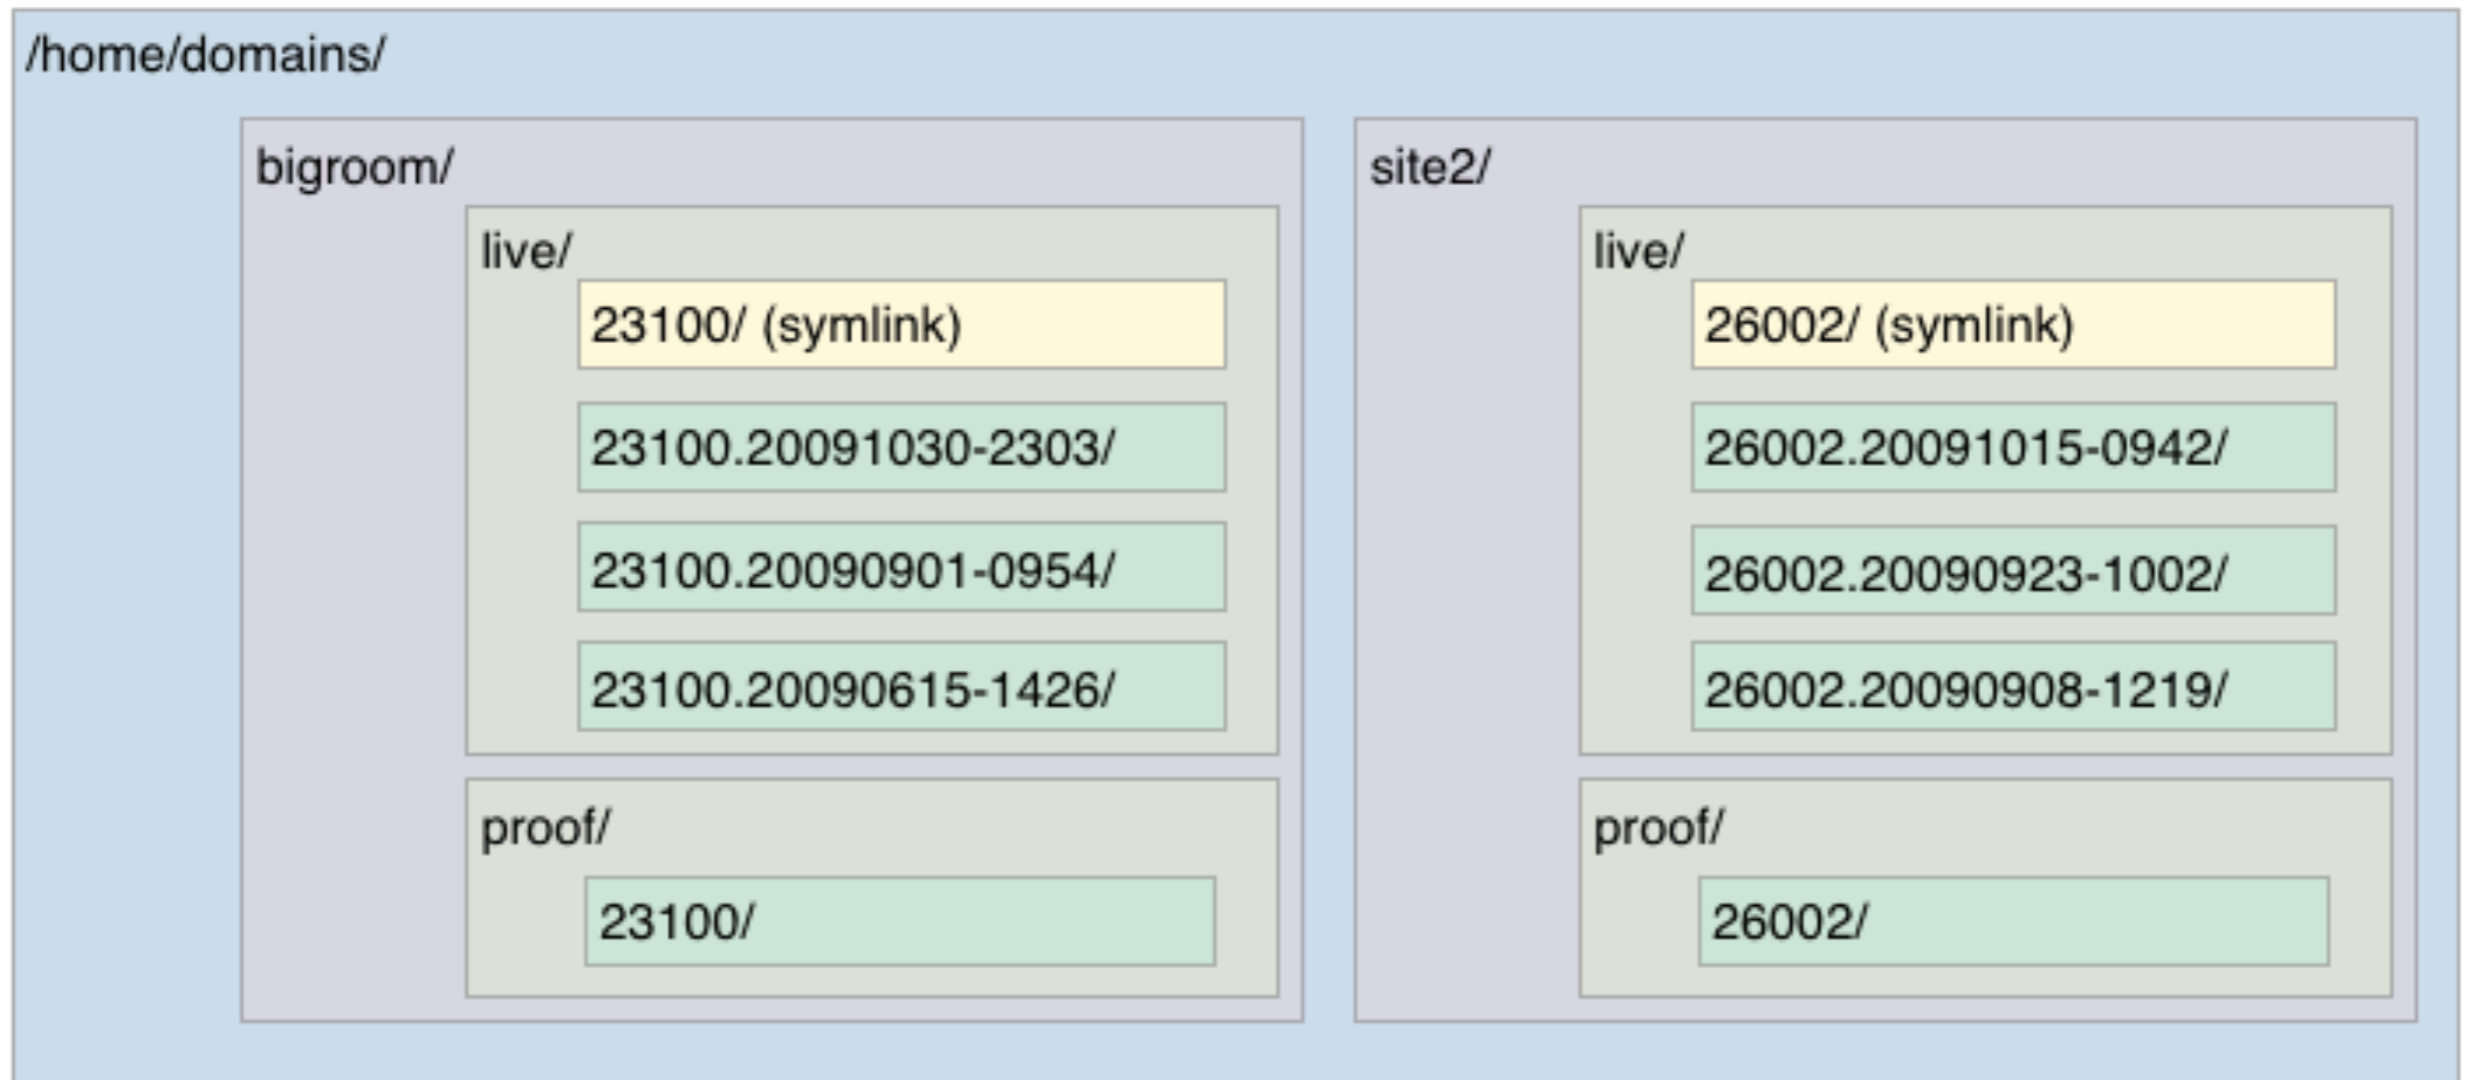 /home/domains/
bigroom/
live/
23100/ (symlink)
23100.20091030-2303/
23100.20090901-0954/
23100.20090615-1426/
proof/
23100/
site2/
live/
26002/ (symlink)
26002.20091015-0942/
26002.20090923-1002/
26002.20090908-1219/
proof/
26002/